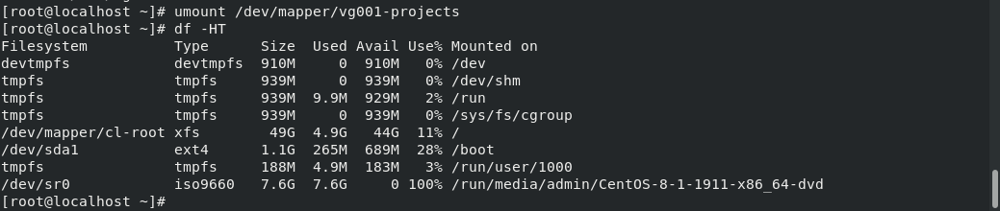 [root@localhost ~]# umount /dev/mapper/vg001-projects
[root@localhost ~]# df -HT
Filesystem          Type      Size  Used Avail Use% Mounted on
devtmpfs            devtmpfs  910M     0  910M   0% /dev
tmpfs               tmpfs     939M     0  939M   0% /dev/shm
tmpfs               tmpfs     939M  9.9M  929M   2% /run
tmpfs               tmpfs     939M     0  939M   0% /sys/fs/cgroup
/dev/mapper/cl-root xfs        49G  4.9G   44G  11% /
/dev/sda1           ext4      1.1G  265M  689M  28% /boot
tmpfs               tmpfs     188M  4.9M  183M   3% /run/user/1000
/dev/sr0            iso9660   7.6G  7.6G     0 100% /run/media/admin/CentOS-8-1-1911-x86_64-dvd
[root@localhost ~]#